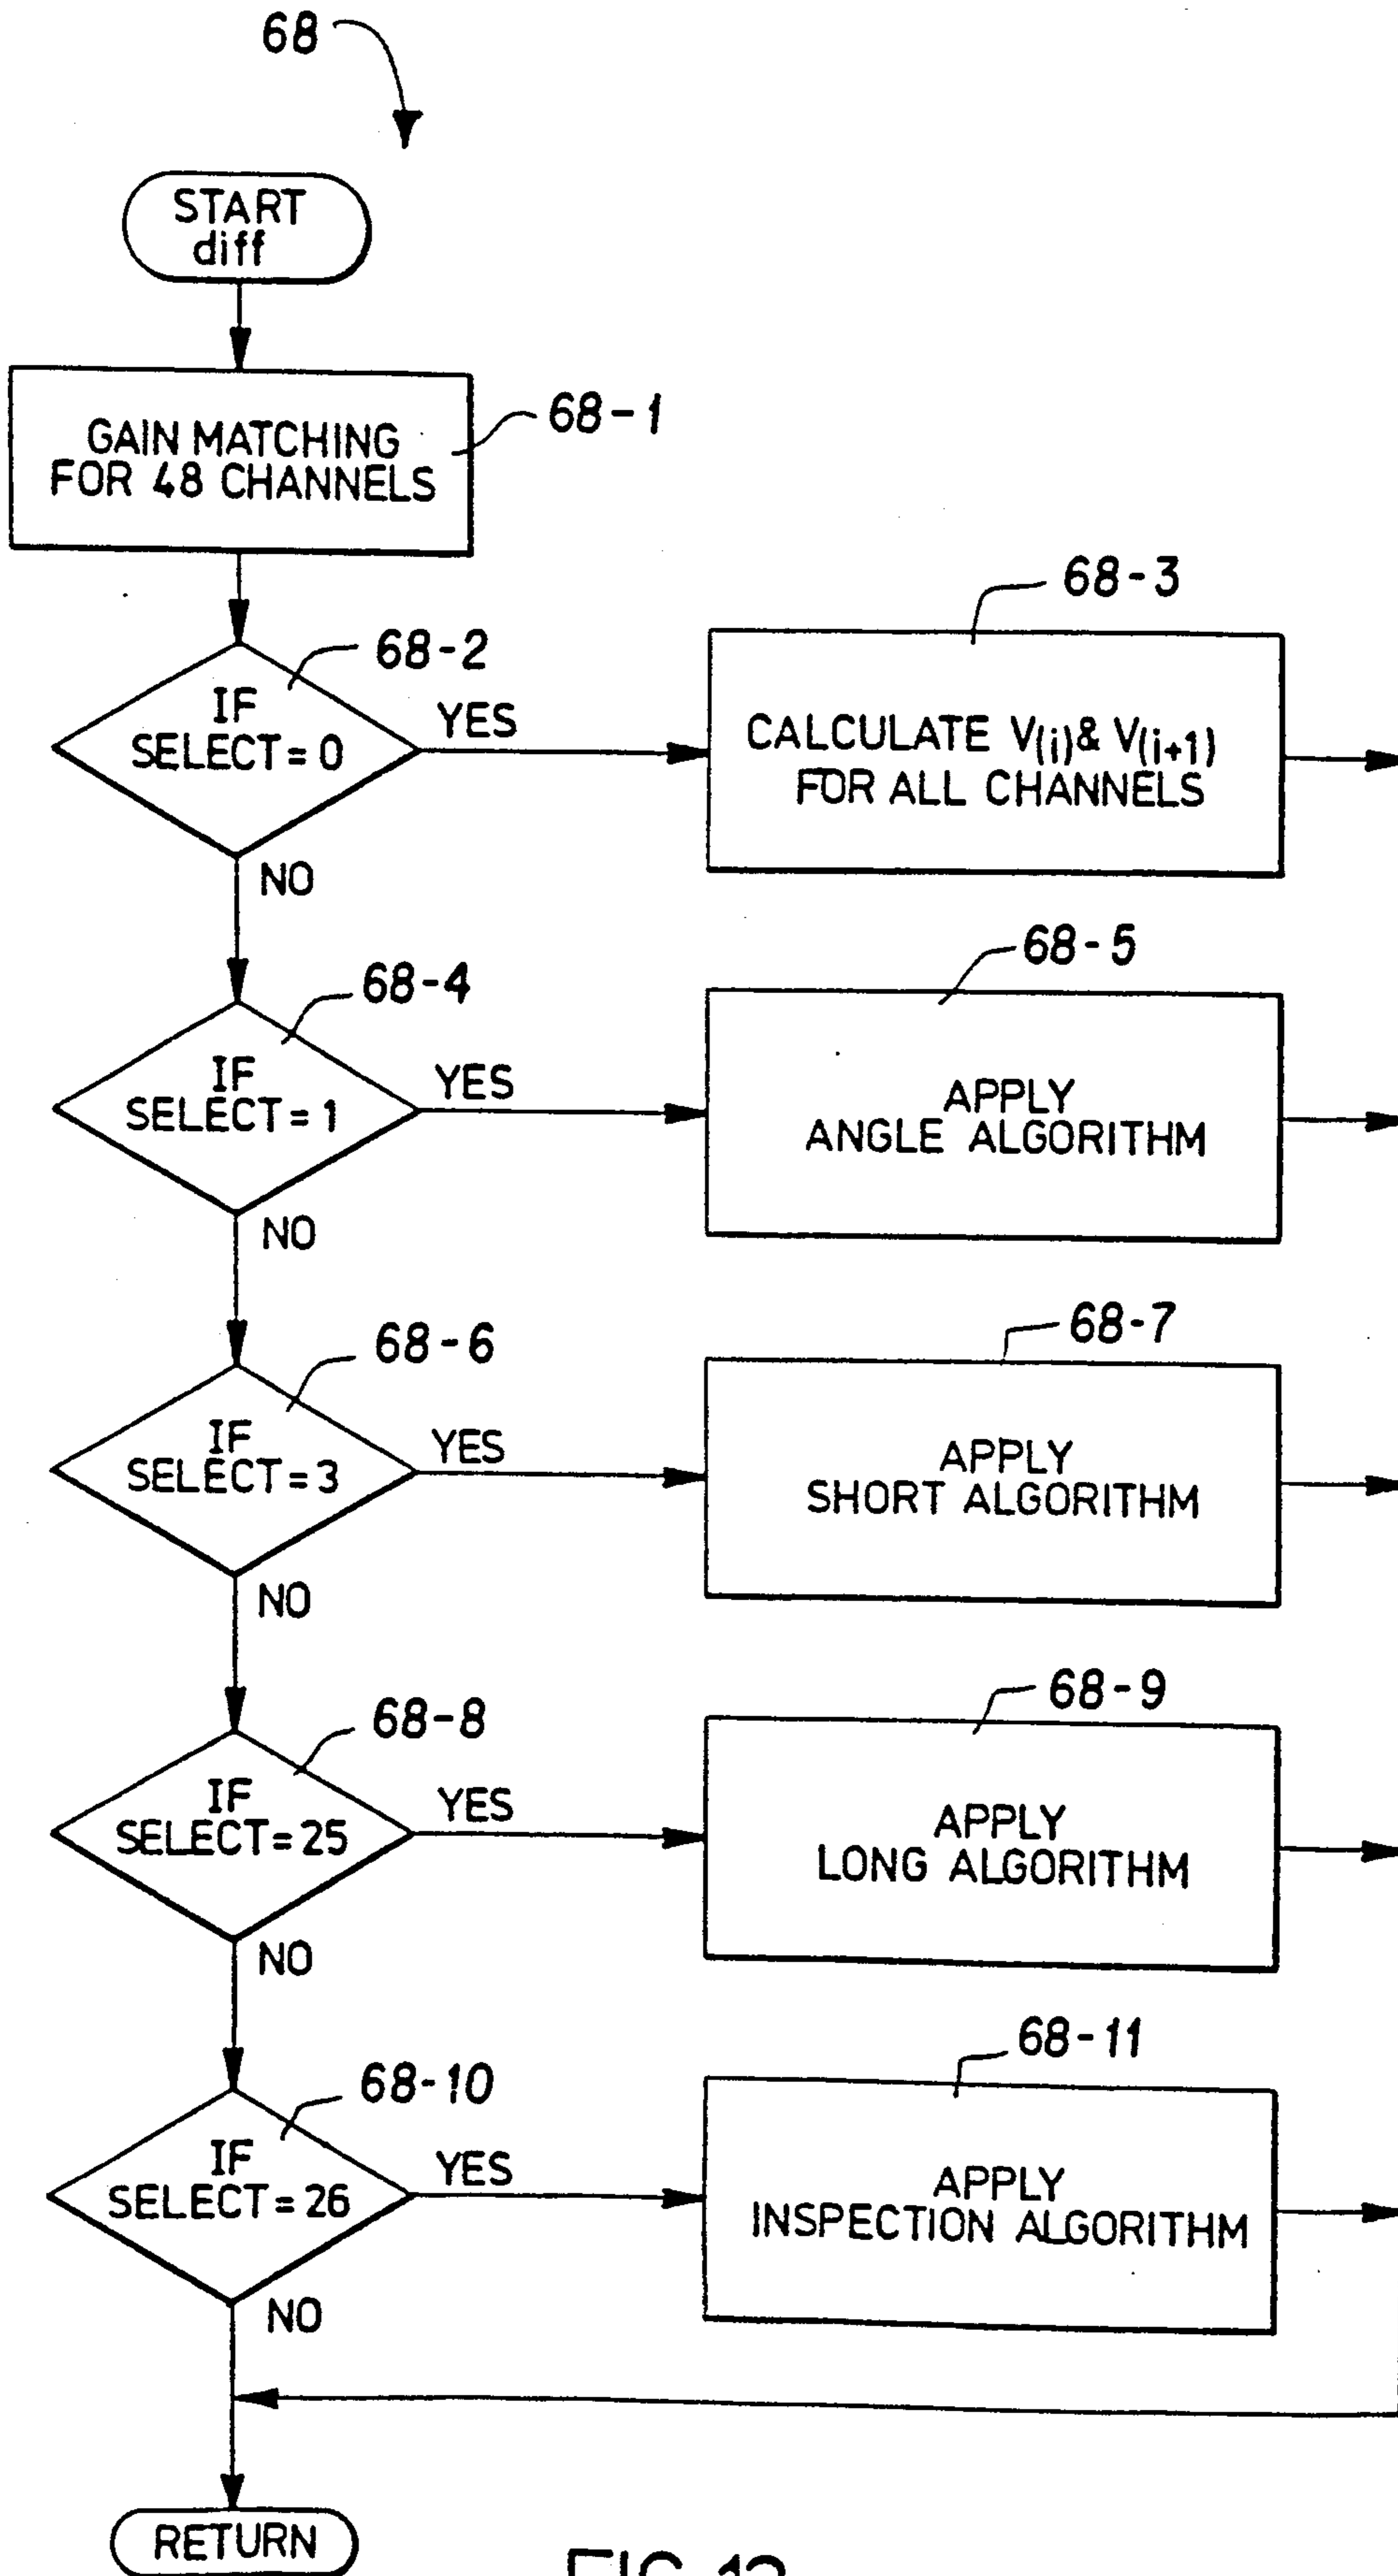 68
START
diff
GAIN MATCHING
FOR 48 CHANNELS
68-1
68-2
IF
SELECT=0
YES
NO
68-3
CALCULATE V(i)& V(i+1)
FOR ALL CHANNELS
68-4
IF
SELECT=1
YES
NO
68-5
APPLY
ANGLE ALGORITHM
68-6
IF
SELECT=3
YES
NO
68-7
APPLY
SHORT ALGORITHM
68-8
IF
SELECT=25
YES
NO
68-9
APPLY
LONG ALGORITHM
68-10
IF
SELECT=26
YES
NO
68-11
APPLY
INSPECTION ALGORITHM
RETURN
FIG.